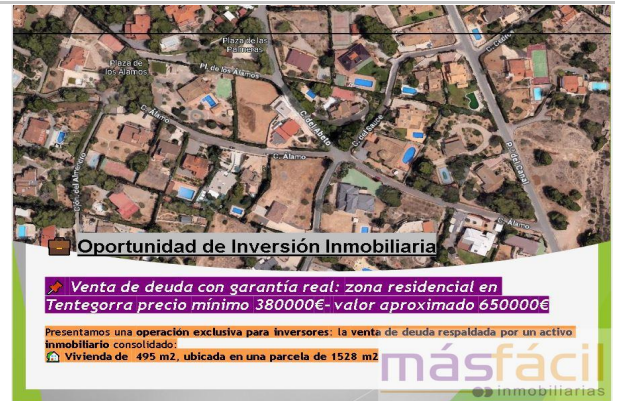 Plaza de las
Palmeras
C. Cedro
Plaza de
los Álamos
Pl. de los Álamos
C. Álamo
C. del Abeto
C. del Sauce
C. Álamo
P.º del Canal
C. Álamo
Oportunidad de Inversión Inmobiliaria
Venta de deuda con garantía real: zona residencial en
Tentegorra precio mínimo 380000€- valor aproximado 650000€
Presentamos una operación exclusiva para inversores: la venta de deuda respaldada por un activo
inmobiliario consolidado:
Vivienda de 495 m2, ubicada en una parcela de 1528 m2
másfácil
inmobiliarias